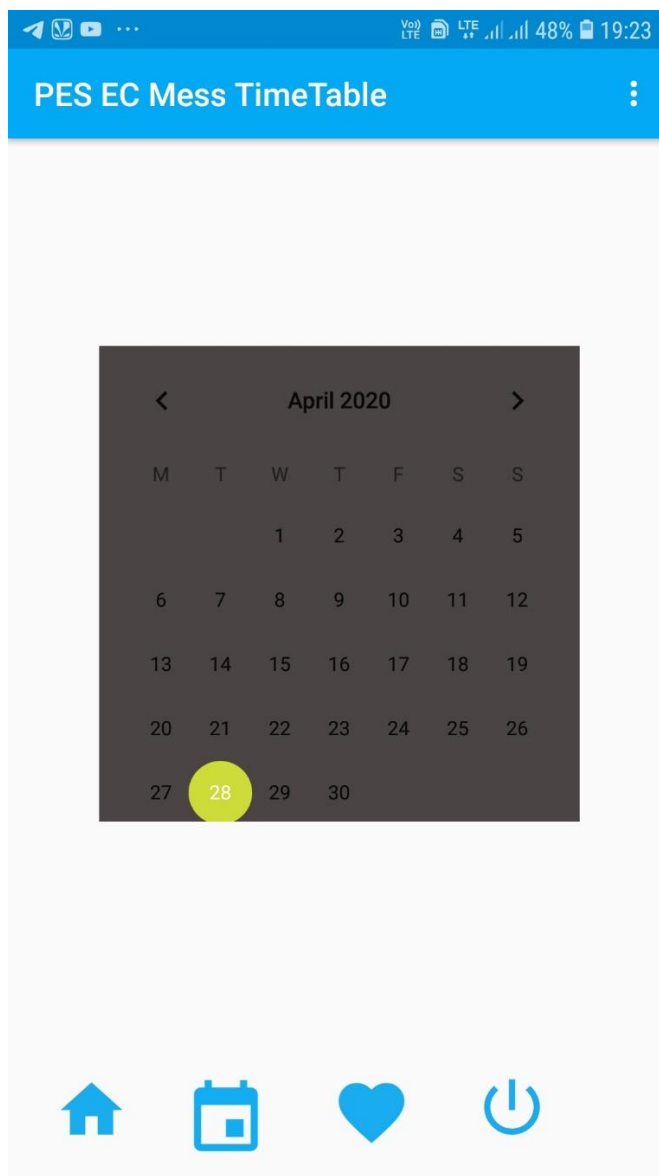 Vo)) LTE LTE 48% 19:23
PES EC Mess TimeTable
April 2020
M T W T F S S
1 2 3 4 5
6 7 8 9 10 11 12
13 14 15 16 17 18 19
20 21 22 23 24 25 26
27 28 29 30